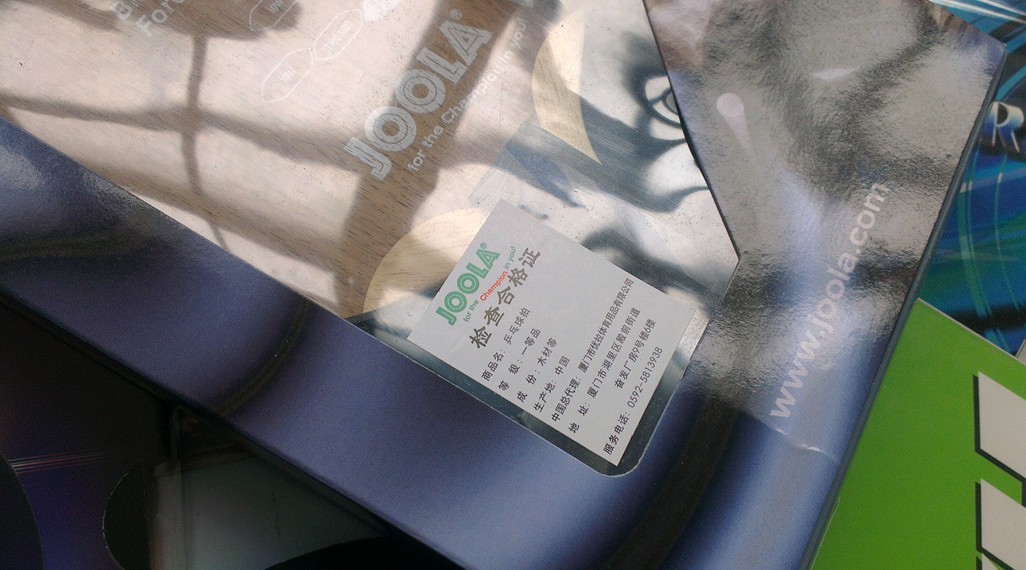 JOOLA®
for the Champion in you!
JOOLA®
for the Champion in you!
检查合格证
商品名：乒乓球拍
等 级：一等品
成 份：木材等
生产地：中国
中国总代理：厦门市优拉体育用品有限公司
地 址：厦门市湖里区殿前街道
奋发厂房9号楼6楼
服务电话：0592-5813938
www.joola.com
R